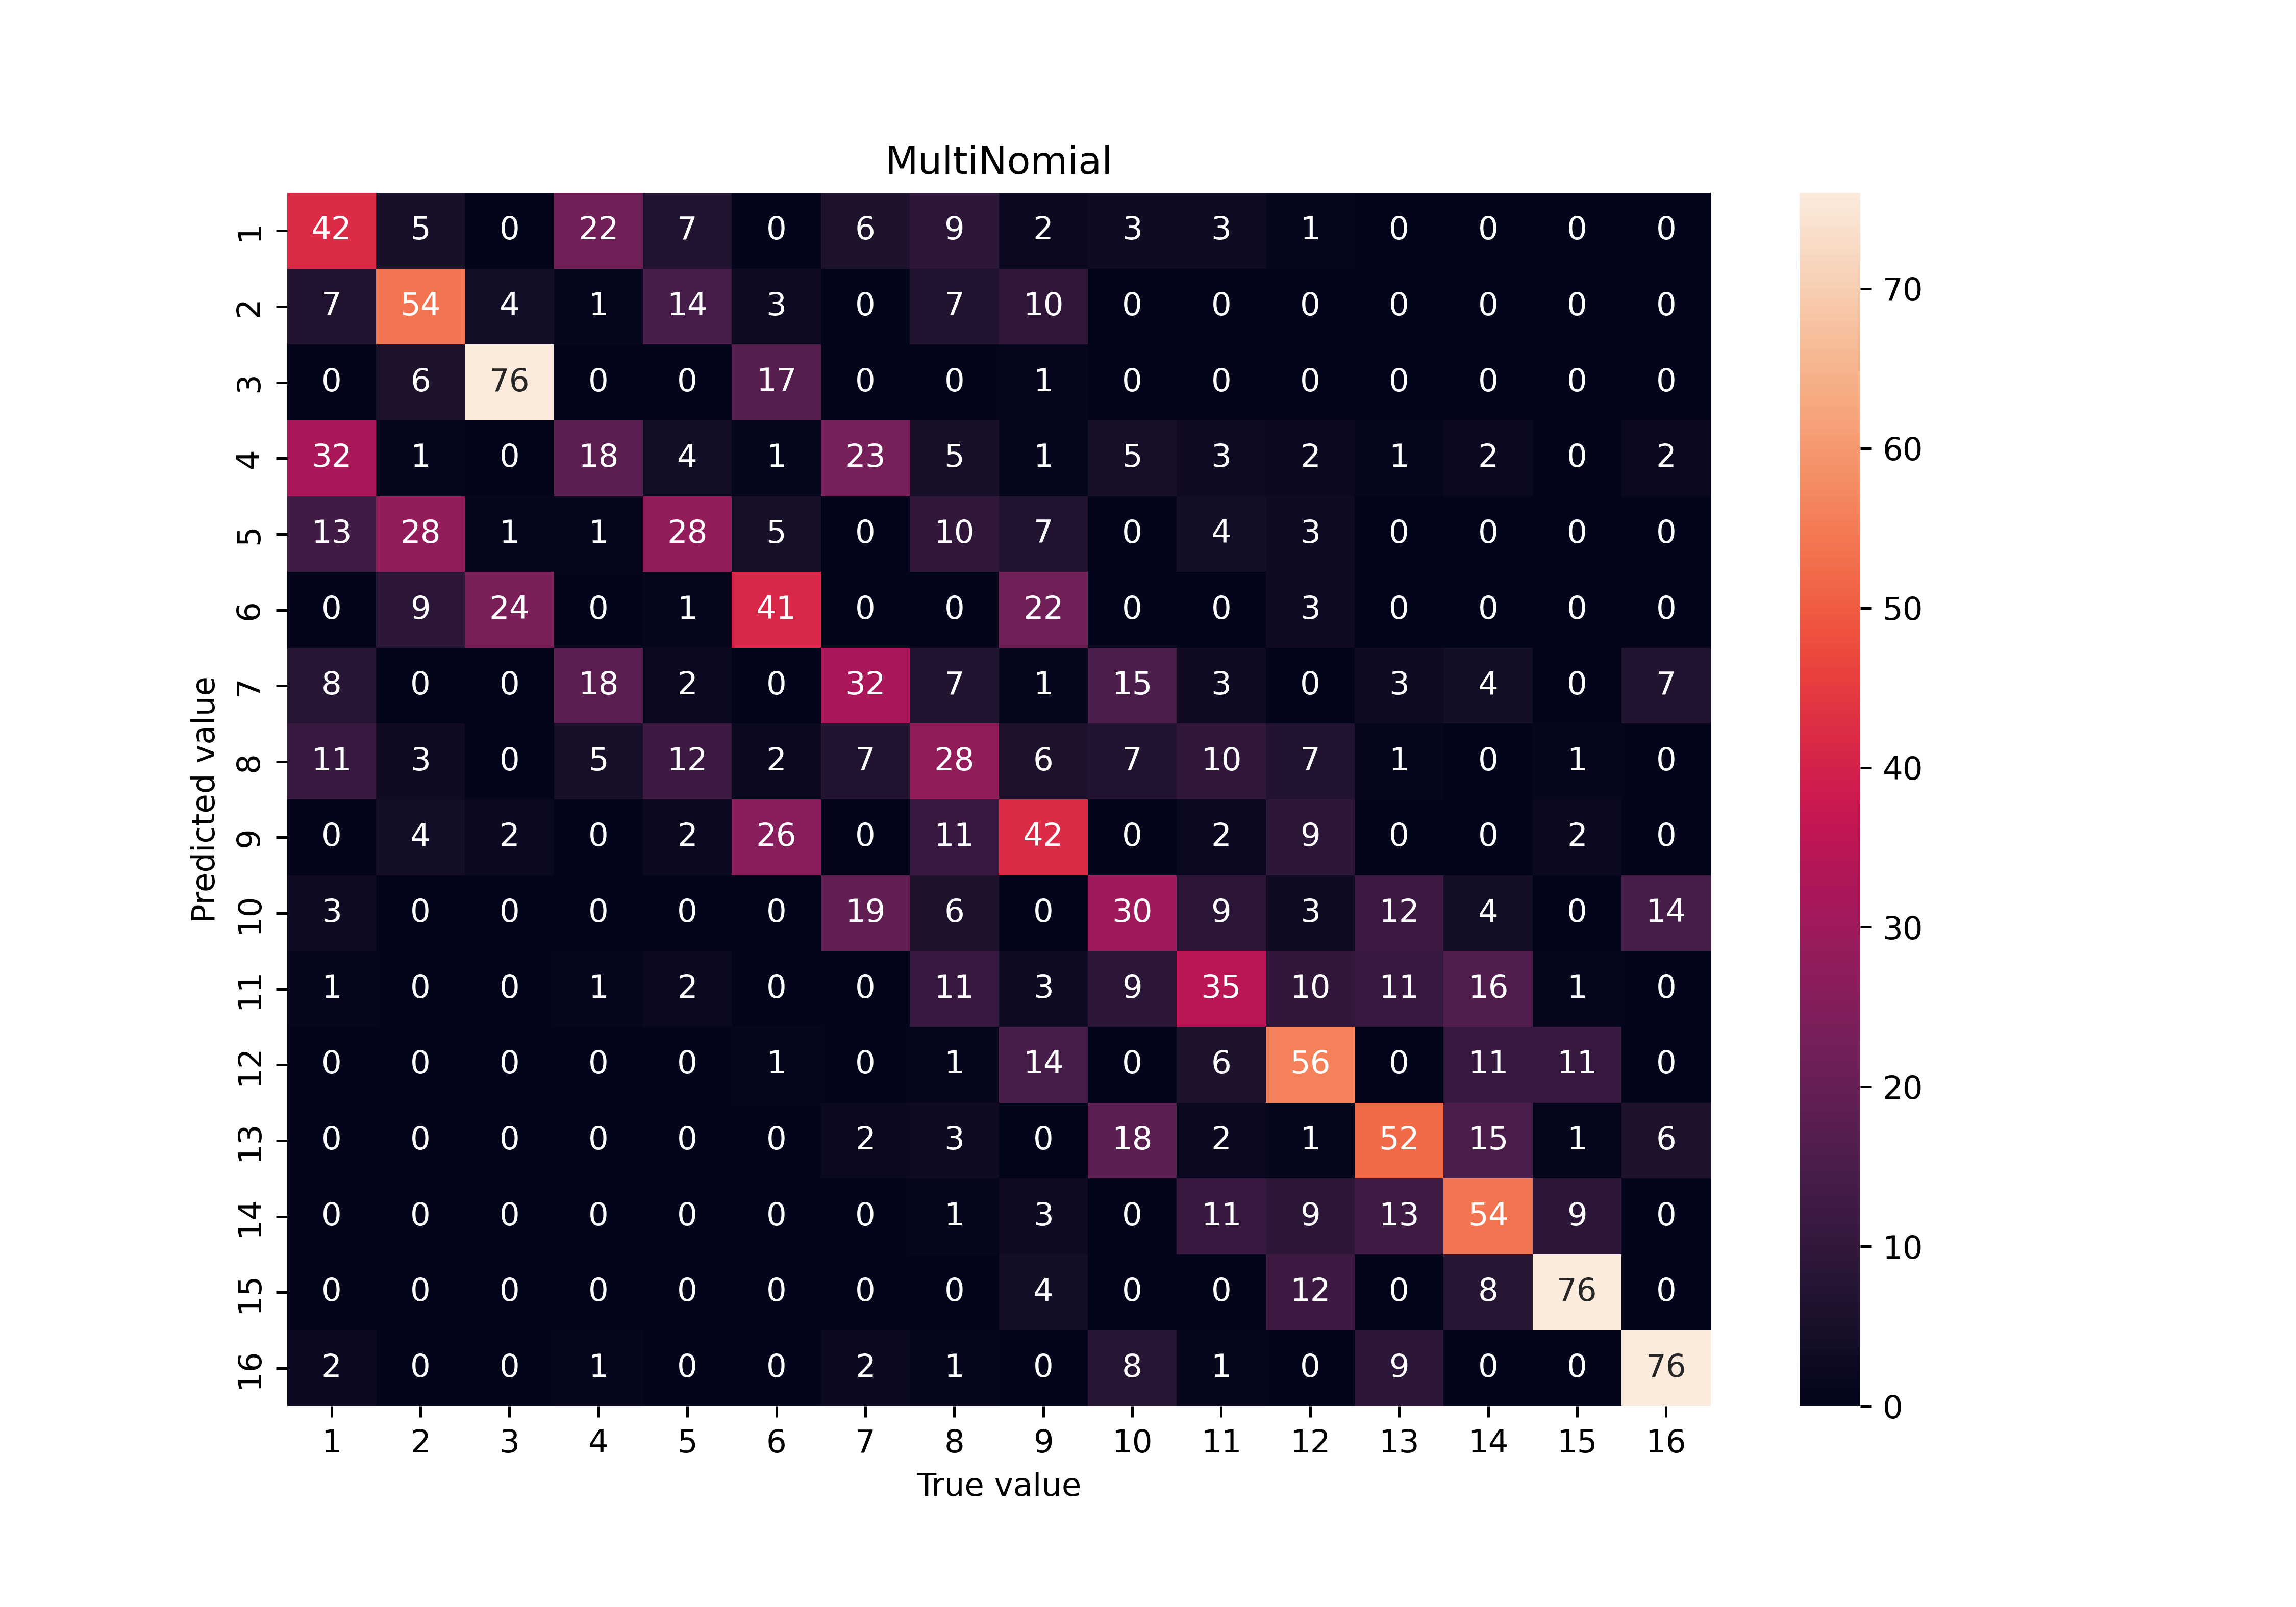 MultiNomial
1 42 5 0 22 7 0 6 9 2 3 3 1 0 0 0 0
2 7 54 4 1 14 3 0 7 10 0 0 0 0 0 0 0
3 0 6 76 0 0 17 0 0 1 0 0 0 0 0 0 0
4 32 1 0 18 4 1 23 5 1 5 3 2 1 2 0 2
5 13 28 1 1 28 5 0 10 7 0 4 3 0 0 0 0
6 0 9 24 0 1 41 0 0 22 0 0 3 0 0 0 0
7 8 0 0 18 2 0 32 7 1 15 3 0 3 4 0 7
8 11 3 0 5 12 2 7 28 6 7 10 7 1 0 1 0
9 0 4 2 0 2 26 0 11 42 0 2 9 0 0 2 0
10 3 0 0 0 0 0 19 6 0 30 9 3 12 4 0 14
11 1 0 0 1 2 0 0 11 3 9 35 10 11 16 1 0
12 0 0 0 0 0 1 0 1 14 0 6 56 0 11 11 0
13 0 0 0 0 0 0 2 3 0 18 2 1 52 15 1 6
14 0 0 0 0 0 0 0 1 3 0 11 9 13 54 9 0
15 0 0 0 0 0 0 0 0 4 0 0 12 0 8 76 0
16 2 0 0 1 0 0 2 1 0 8 1 0 9 0 0 76
1 2 3 4 5 6 7 8 9 10 11 12 13 14 15 16
True value
Predicted value
70
60
50
40
30
20
10
0